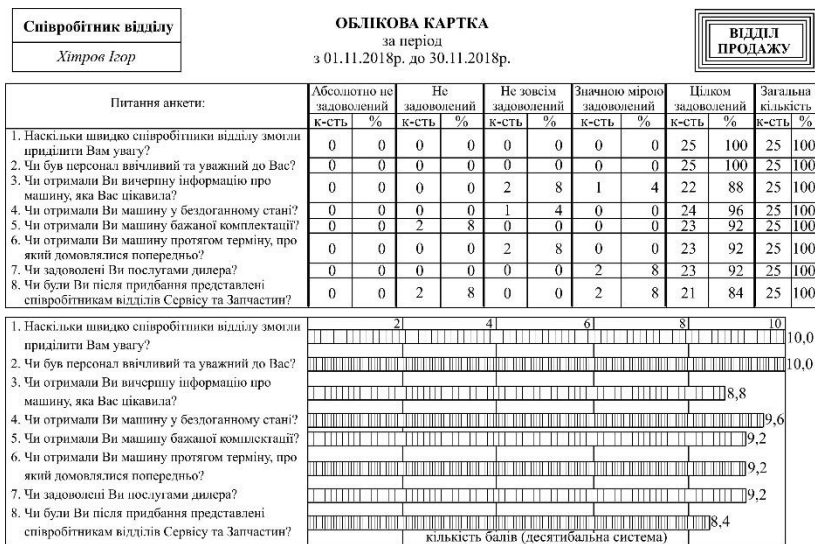 Співробітник відділу
Хітров Ігор
ОБЛІКОВА КАРТКА
за період
з 01.11.2018р. до 30.11.2018р.
ВІДДІЛ
ПРОДАЖУ
Питання анкети: Абсолютно не задоволений Не задоволений Не зовсім задоволений Значною мірою задоволений Цілком задоволений Загальна кількість
к-сть % к-сть % к-сть % к-сть % к-сть % к-сть %
1. Наскільки швидко співробітники відділу змогли
приділити Вам увагу? 0 0 0 0 0 0 0 0 25 100 25 100
2. Чи був персонал ввічливий та уважний до Вас? 0 0 0 0 0 0 0 0 25 100 25 100
3. Чи отримали Ви вичерпну інформацію про
машину, яка Вас цікавила? 0 0 0 0 2 8 1 4 22 88 25 100
4. Чи отримали Ви машину у бездоганному стані? 0 0 0 0 1 4 0 0 24 96 25 100
5. Чи отримали Ви машину бажаної комплектації? 0 0 2 8 0 0 0 0 23 92 25 100
6. Чи отримали Ви машину протягом терміну, про
який домовлялися попередньо? 0 0 0 0 2 8 0 0 23 92 25 100
7. Чи задоволені Ви послугами дилера? 0 0 0 0 0 0 2 8 23 92 25 100
8. Чи були Ви після придбання представлені
співробітникам відділів Сервісу та Запчастин? 0 0 2 8 0 0 2 8 21 84 25 100
2 4 6 8 10
1. Наскільки швидко співробітники відділу змогли
приділити Вам увагу? 10,0
2. Чи був персонал ввічливий та уважний до Вас? 10,0
3. Чи отримали Ви вичерпну інформацію про
машину, яка Вас цікавила? 8,8
4. Чи отримали Ви машину у бездоганному стані? 9,6
5. Чи отримали Ви машину бажаної комплектації? 9,2
6. Чи отримали Ви машину протягом терміну, про
який домовлялися попередньо? 9,2
7. Чи задоволені Ви послугами дилера? 9,2
8. Чи були Ви після придбання представлені
співробітникам відділів Сервісу та Запчастин? 8,4
кількість балів (десятибальна система)